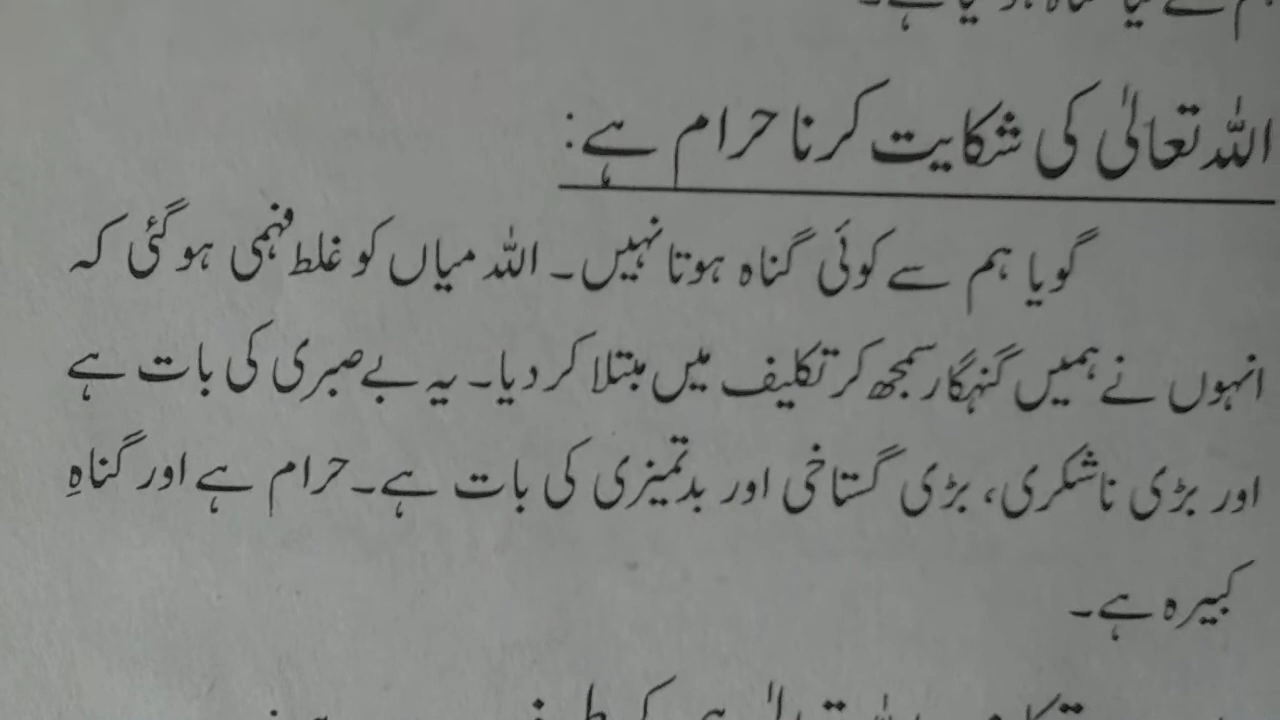 اللہ تعالیٰ کی شکایت کرنا حرام ہے:
گویا ہم سے کوئی گناہ ہوتا نہیں۔ اللہ میاں کو غلط فہمی ہوگئی کہ
انہوں نے ہمیں گنہگار سمجھ کر تکلیف میں مبتلا کر دیا۔ یہ بے صبری کی بات ہے
اور بڑی ناشکری، بڑی گستاخی اور بدتمیزی کی بات ہے۔ حرام ہے اور گناہِ
کبیرہ ہے۔